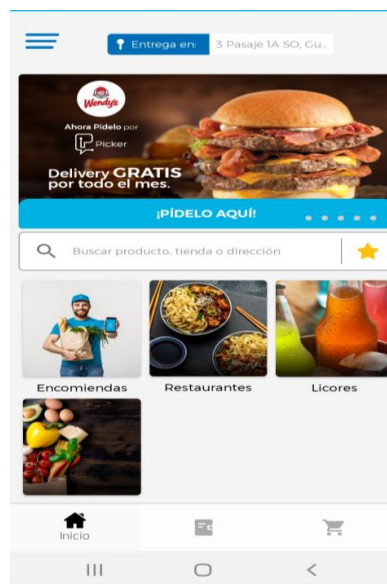 Entrega en: 3 Pasaje 1A SO, Gu...
Wendy's
Ahora Pídelo por
Picker
Delivery GRATIS
por todo el mes.
¡PÍDELO AQUÍ!
Buscar producto, tienda o dirección
Encomiendas Restaurantes Licores
Inicio